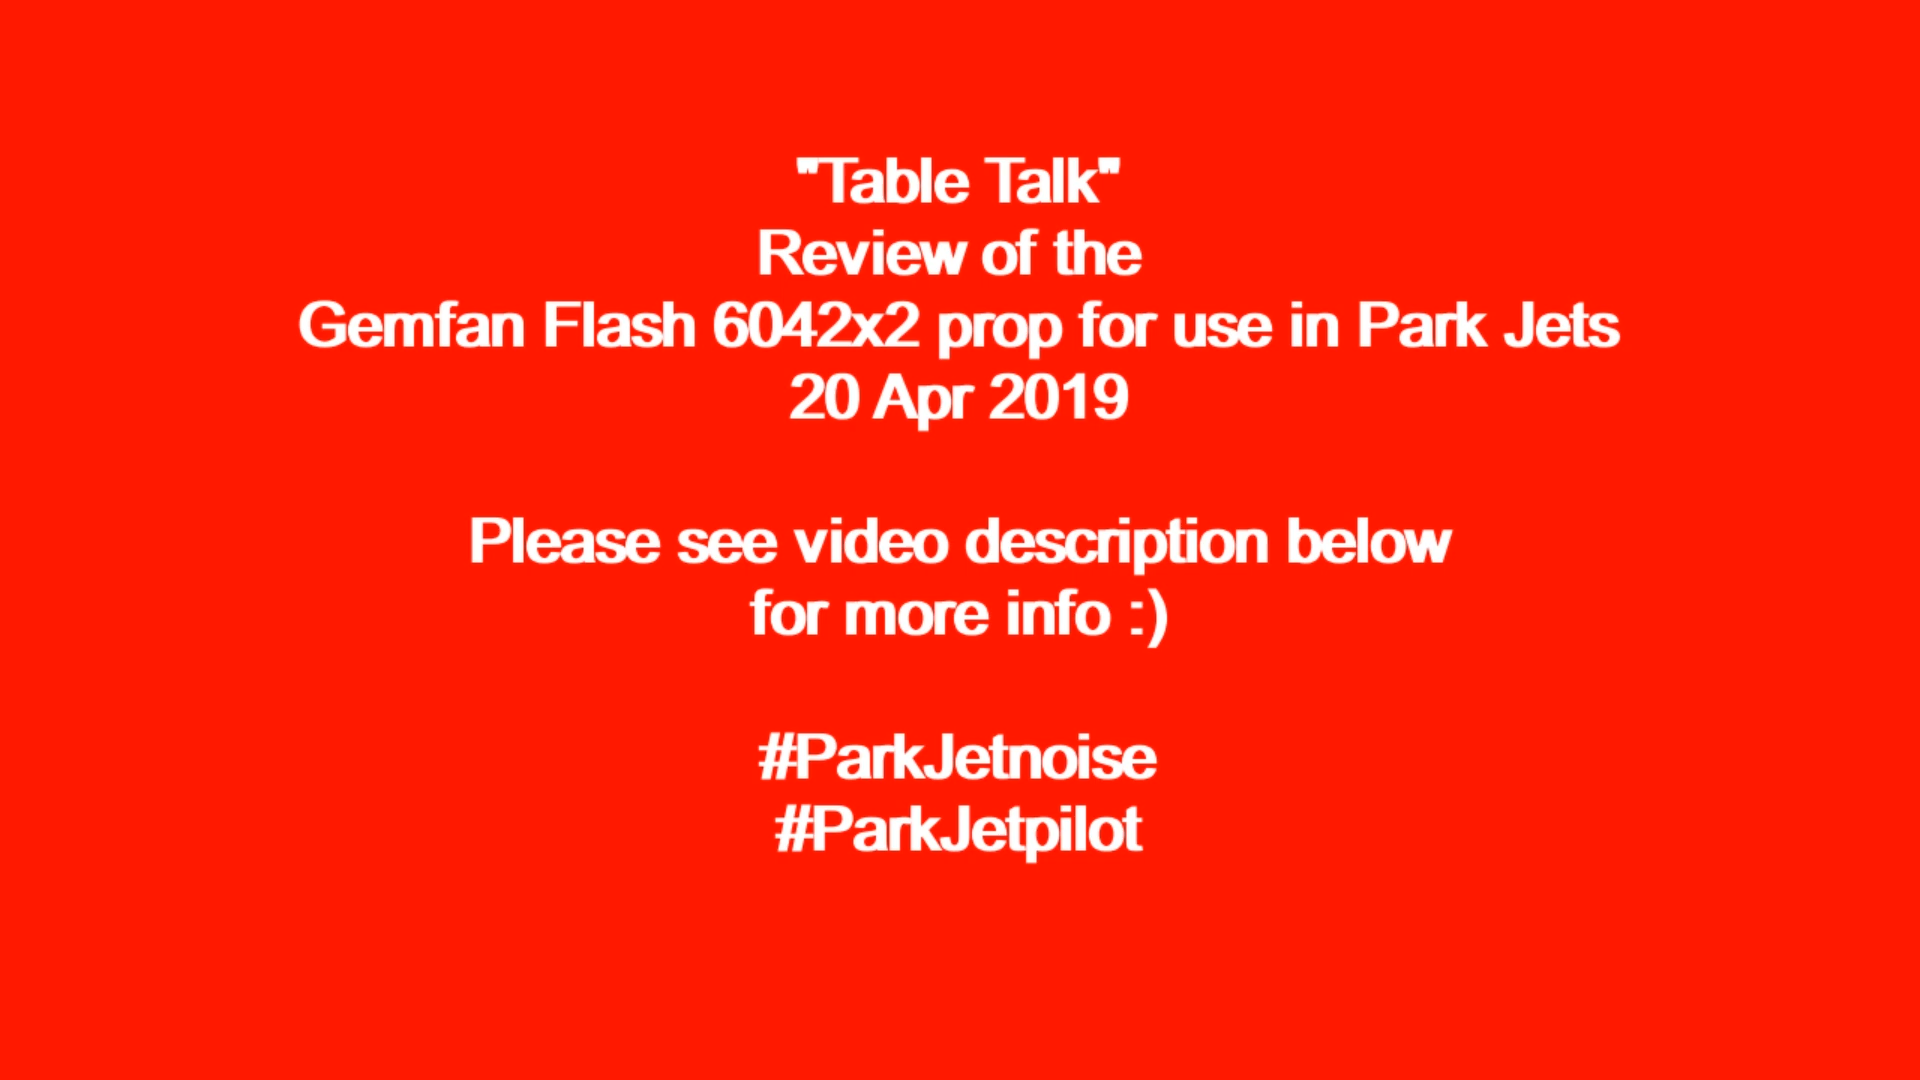 "Table Talk"
Review of the
Gemfan Flash 6042x2 prop for use in Park Jets
20 Apr 2019
Please see video description below
for more info :)
#ParkJetnoise
#ParkJetpilot